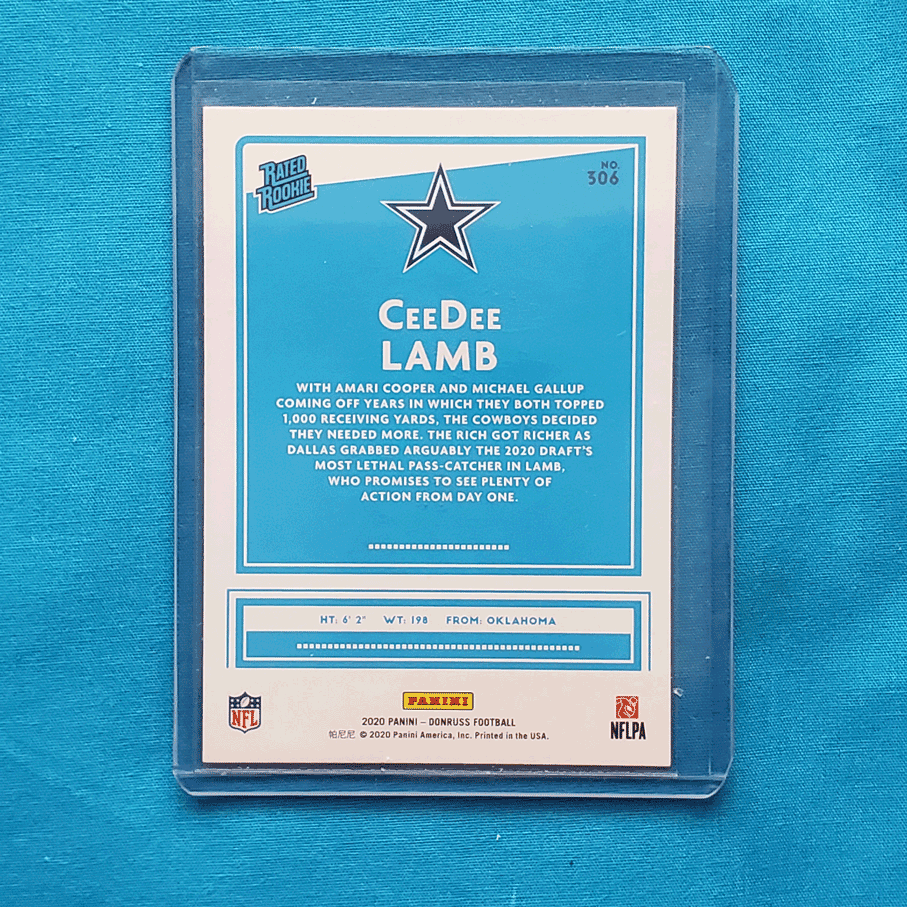 RATED
ROOKIE
NO.
306
CEEDEE
LAMB
WITH AMARI COOPER AND MICHAEL GALLUP
COMING OFF YEARS IN WHICH THEY BOTH TOPPED
1,000 RECEIVING YARDS, THE COWBOYS DECIDED
THEY NEEDED MORE. THE RICH GOT RICHER AS
DALLAS GRABBED ARGUABLY THE 2020 DRAFT'S
MOST LETHAL PASS-CATCHER IN LAMB,
WHO PROMISES TO SEE PLENTY OF
ACTION FROM DAY ONE.
HT: 6' 2" WT: 198 FROM: OKLAHOMA
NFL
PANINI
NFLPA
2020 PANINI – DONRUSS FOOTBALL
帕尼尼 © 2020 Panini America, Inc. Printed in the USA.